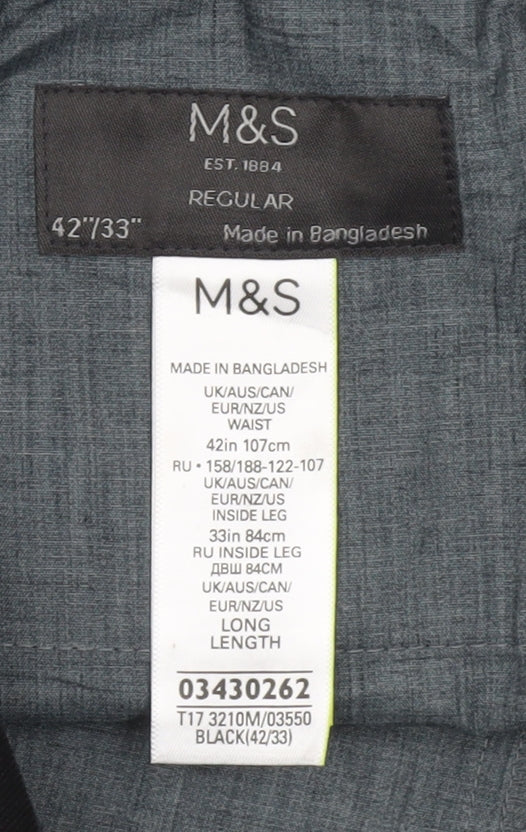 M&S
EST. 1884
REGULAR
42"/33"
Made in Bangladesh
M&S
MADE IN BANGLADESH
UK/AUS/CAN/
EUR/NZ/US
WAIST
42in 107cm
RU • 158/188-122-107
UK/AUS/CAN/
EUR/NZ/US
INSIDE LEG
33in 84cm
RU INSIDE LEG
ДВШ 84СМ
UK/AUS/CAN/
EUR/NZ/US
LONG
LENGTH
03430262
T17 3210M/03550
BLACK(42/33)